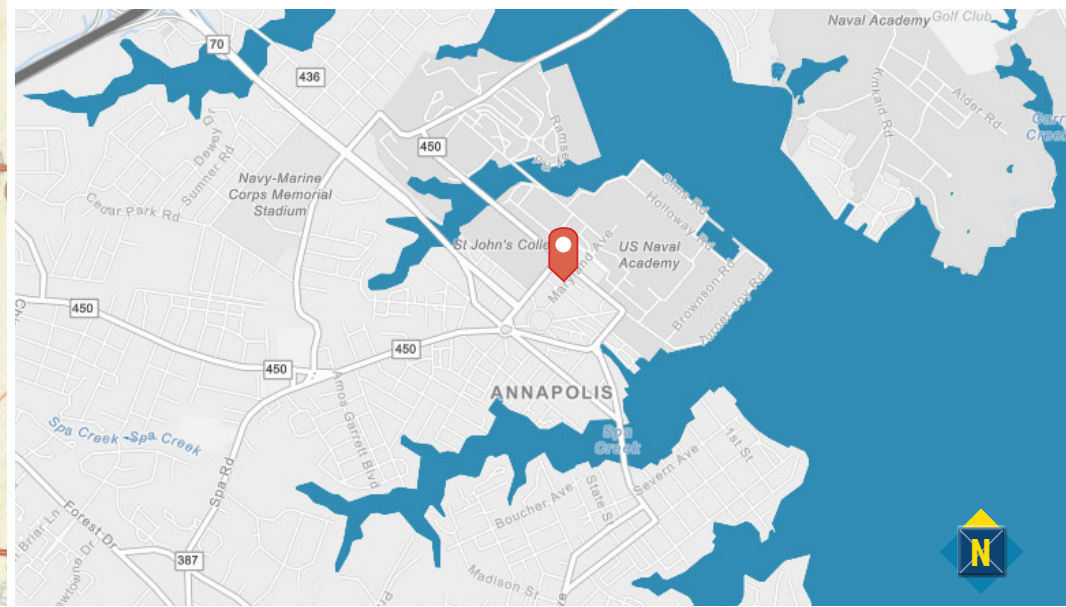 Naval Academy
Golf Club
70
436
Dewey Dr
Sumner Rd
Kinkaid Rd
Alder Rd
450
Navy-Marine
Corps Memorial
Stadium
Cedar Park Rd
Sims Rd
Holloway Rd
St John's
Maryland Ave
US Naval
Academy
Brownson Rd
Turner Joy Rd
450
450
450
ANNAPOLIS
Amos Garrett Blvd
Spa Creek
Spa Creek
Spa
Creek
Spa Rd
Severn Ave
1st St
Boucher Ave
State St
Forest Dr
Briar Ln
387
Madison St
Rd
N